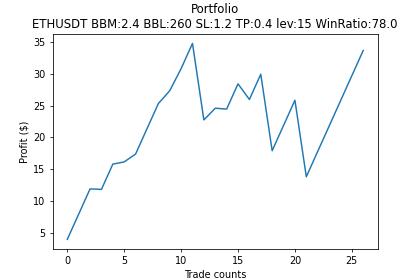 Portfolio
ETHUSDT BBM:2.4 BBL:260 SL:1.2 TP:0.4 lev:15 WinRatio:78.0
35
30
25
20
15
10
5
Profit ($)
0 5 10 15 20 25
Trade counts